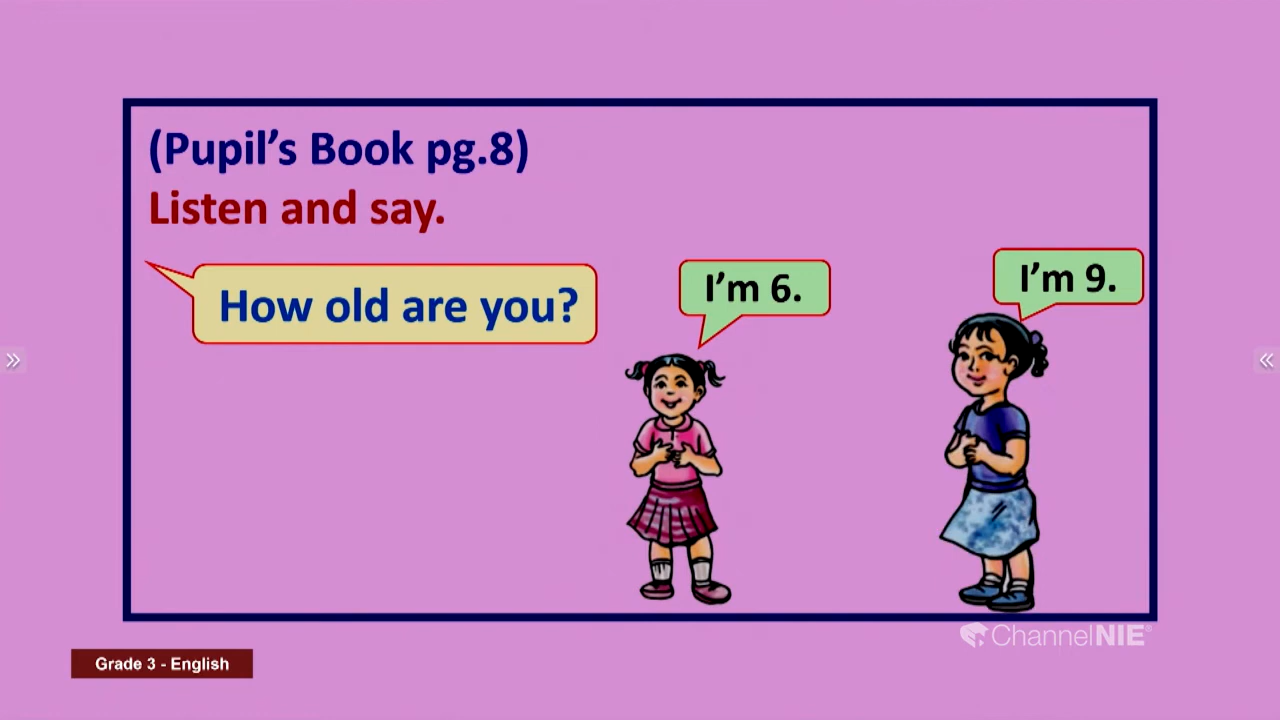 (Pupil’s Book pg.8)
Listen and say.
How old are you?
I’m 6.
I’m 9.
ChannelNIE
Grade 3 - English